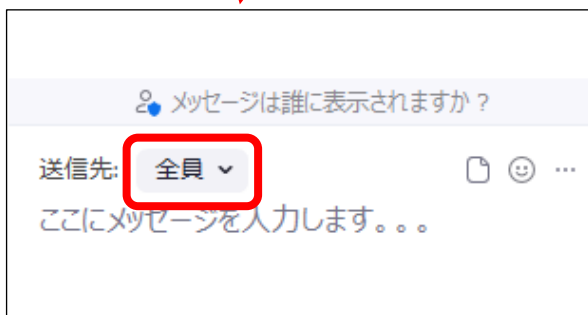 メッセージは誰に表示されますか？
送信先: 全員
ここにメッセージを入力します。。。